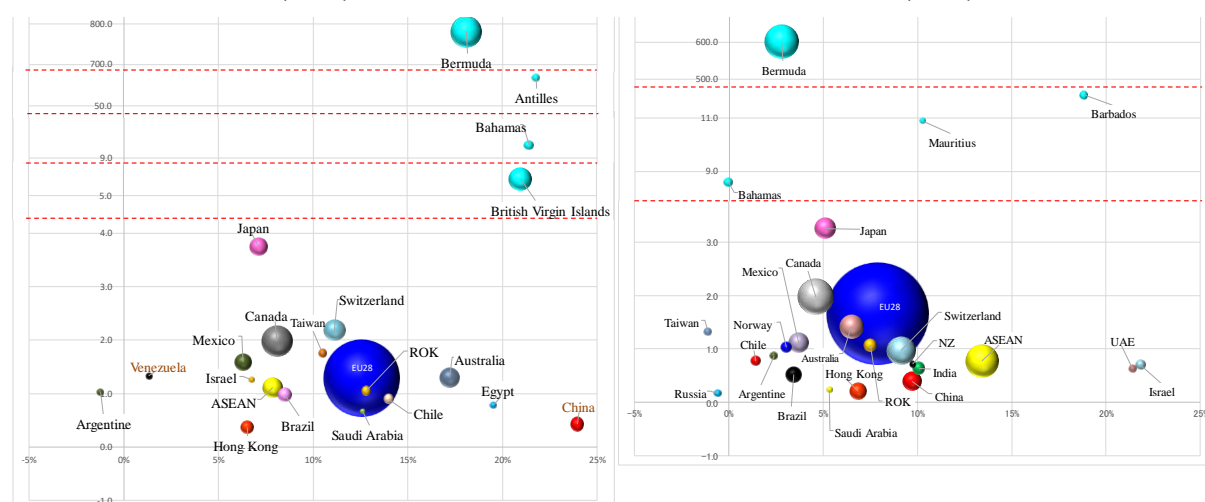 800.0
Bermuda
700.0
Antilles
50.0
Bahamas
9.0
5.0
British Virgin Islands
4.0
Japan
3.0
Switzerland
Canada
Taiwan
Mexico
2.0
ROK
Venezuela
EU28
Australia
Israel
ASEAN
Egypt
1.0
China
Argentine
Brazil
Chile
Saudi Arabia
Hong Kong
0.0
-5%
0%
5%
10%
15%
20%
25%
-1.0
600.0
Bermuda
500.0
Barbados
11.0
Mauritius
9.0
Bahamas
Japan
3.0
Canada
Mexico
2.0
EU28
Taiwan
Norway
Switzerland
Chile
NZ
ASEAN
UAE
1.0
Australia
India
Hong Kong
Israel
Russia
Argentine
China
Brazil
ROK
0.0
Saudi Arabia
-5%
0%
5%
10%
15%
20%
25%
-1.0